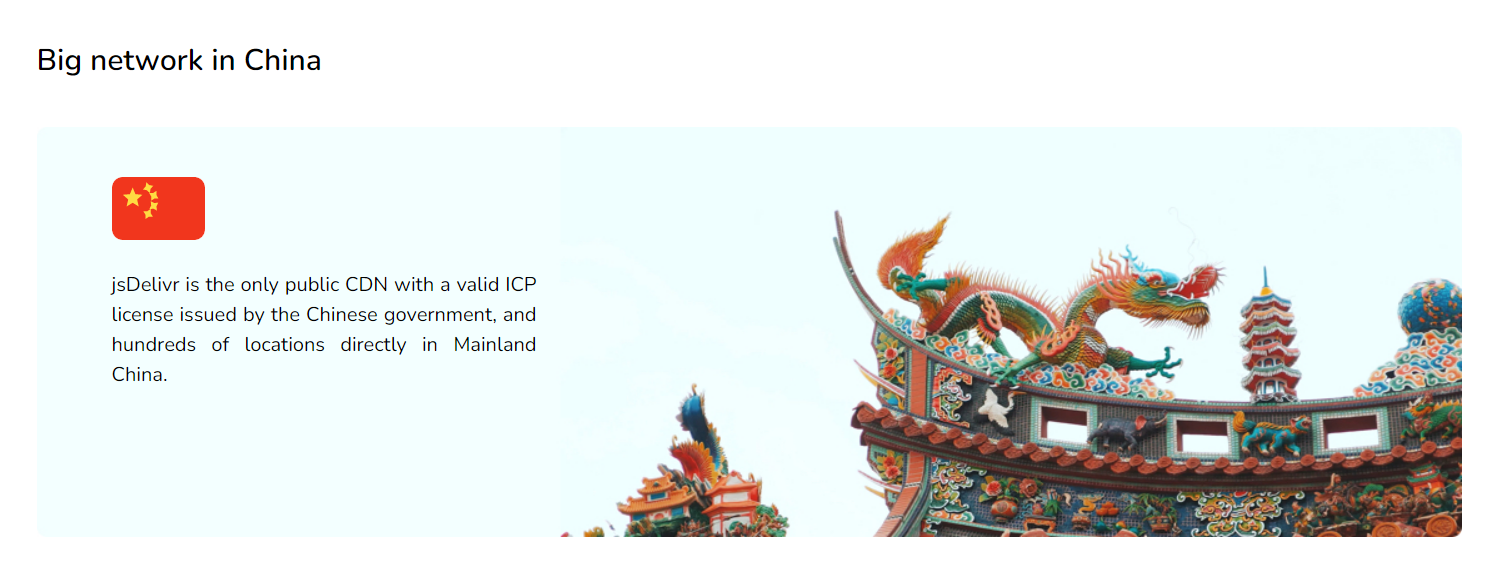 Big network in China
jsDelivr is the only public CDN with a valid ICP
license issued by the Chinese government, and
hundreds of locations directly in Mainland
China.